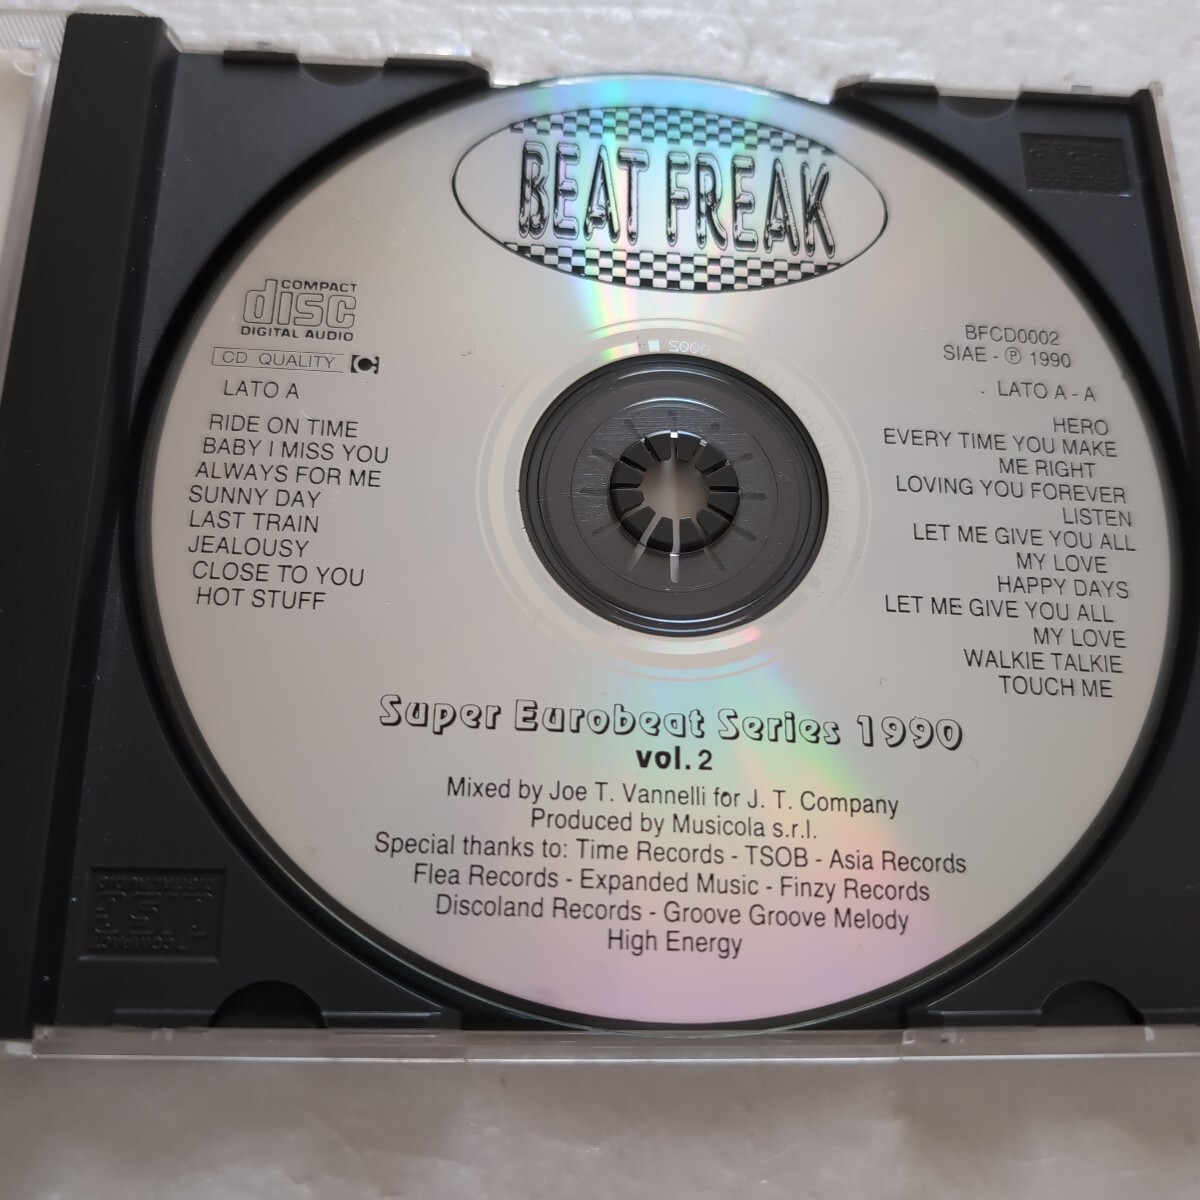 BEAT FREAK
COMPACT
disc
DIGITAL AUDIO
CD QUALITY
LATO A
RIDE ON TIME
BABY I MISS YOU
ALWAYS FOR ME
SUNNY DAY
LAST TRAIN
JEALOUSY
CLOSE TO YOU
HOT STUFF
BFCD0002
SIAE - ℗ 1990
LATO A - A
HERO
EVERY TIME YOU MAKE
ME RIGHT
LOVING YOU FOREVER
LISTEN
LET ME GIVE YOU ALL
MY LOVE
HAPPY DAYS
LET ME GIVE YOU ALL
MY LOVE
WALKIE TALKIE
TOUCH ME
Super Eurobeat Series 1990
vol. 2
Mixed by Joe T. Vannelli for J. T. Company
Produced by Musicola s.r.l.
Special thanks to: Time Records - TSOB - Asia Records
Flea Records - Expanded Music - Finzy Records
Discoland Records - Groove Groove Melody
High Energy
COMPACT
disc